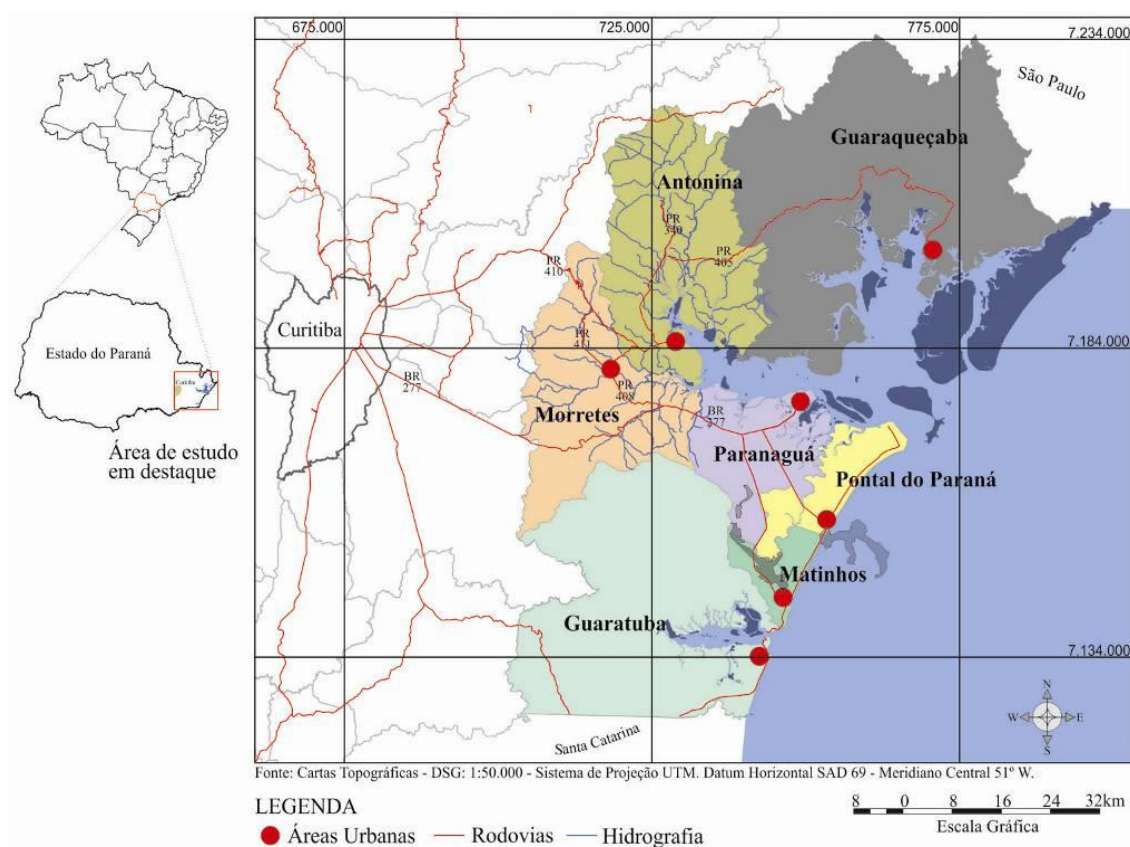 675.000
725.000
775.000
7.234.000
São Paulo
Guaraqueçaba
Antonina
PR
340
PR
405
PR
410
Curitiba
PR
411
7.184.000
Estado do Paraná
Curitiba
BR
277
PR
408
Morretes
BR
277
Paranaguá
Pontal do Paraná
Área de estudo
em destaque
Matinhos
Guaratuba
7.134.000
N
W
E
S
Santa Catarina
Fonte: Cartas Topográficas - DSG: 1:50.000 - Sistema de Projeção UTM. Datum Horizontal SAD 69 - Meridiano Central 51º W.
LEGENDA
Áreas Urbanas
Rodovias
Hidrografia
8 0 8 16 24 32km
Escala Gráfica